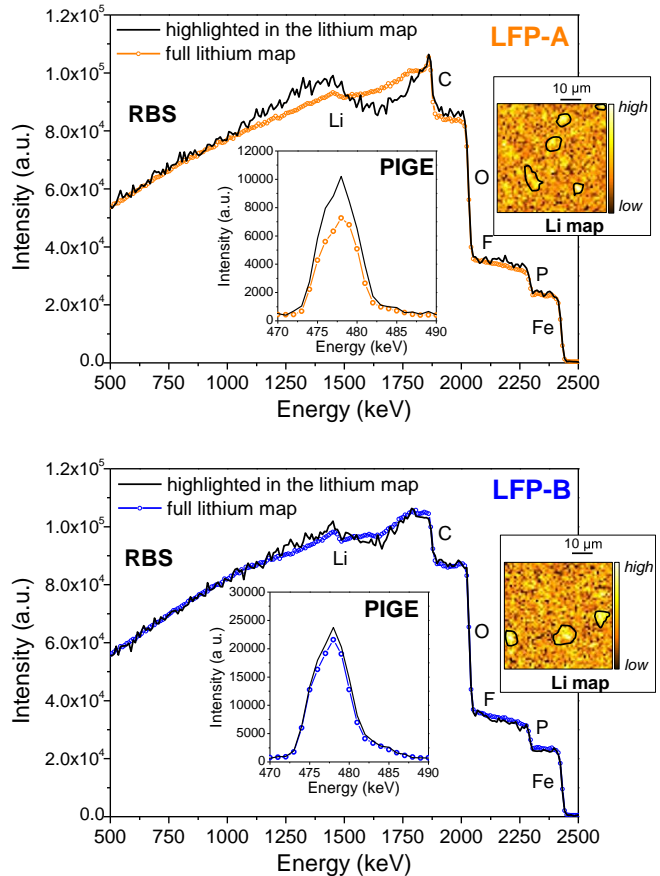 1.2x10⁵
highlighted in the lithium map
full lithium map
LFP-A
1.0x10⁵
8.0x10⁴
6.0x10⁴
4.0x10⁴
2.0x10⁴
0.0
Intensity (a.u.)
RBS
Li
C
O
F
P
Fe
10 µm
high
low
Li map
PIGE
12000
10000
8000
6000
4000
2000
0
Intensity (a.u.)
470 475 480 485 490
Energy (keV)
500 750 1000 1250 1500 1750 2000 2250 2500
Energy (keV)
1.2x10⁵
highlighted in the lithium map
full lithium map
LFP-B
1.0x10⁵
8.0x10⁴
6.0x10⁴
4.0x10⁴
2.0x10⁴
0.0
Intensity (a.u.)
RBS
Li
C
O
F
P
Fe
10 µm
high
low
Li map
PIGE
30000
25000
20000
15000
10000
5000
0
Intensity (a u.)
470 475 480 485 490
Energy (keV)
500 750 1000 1250 1500 1750 2000 2250 2500
Energy (keV)